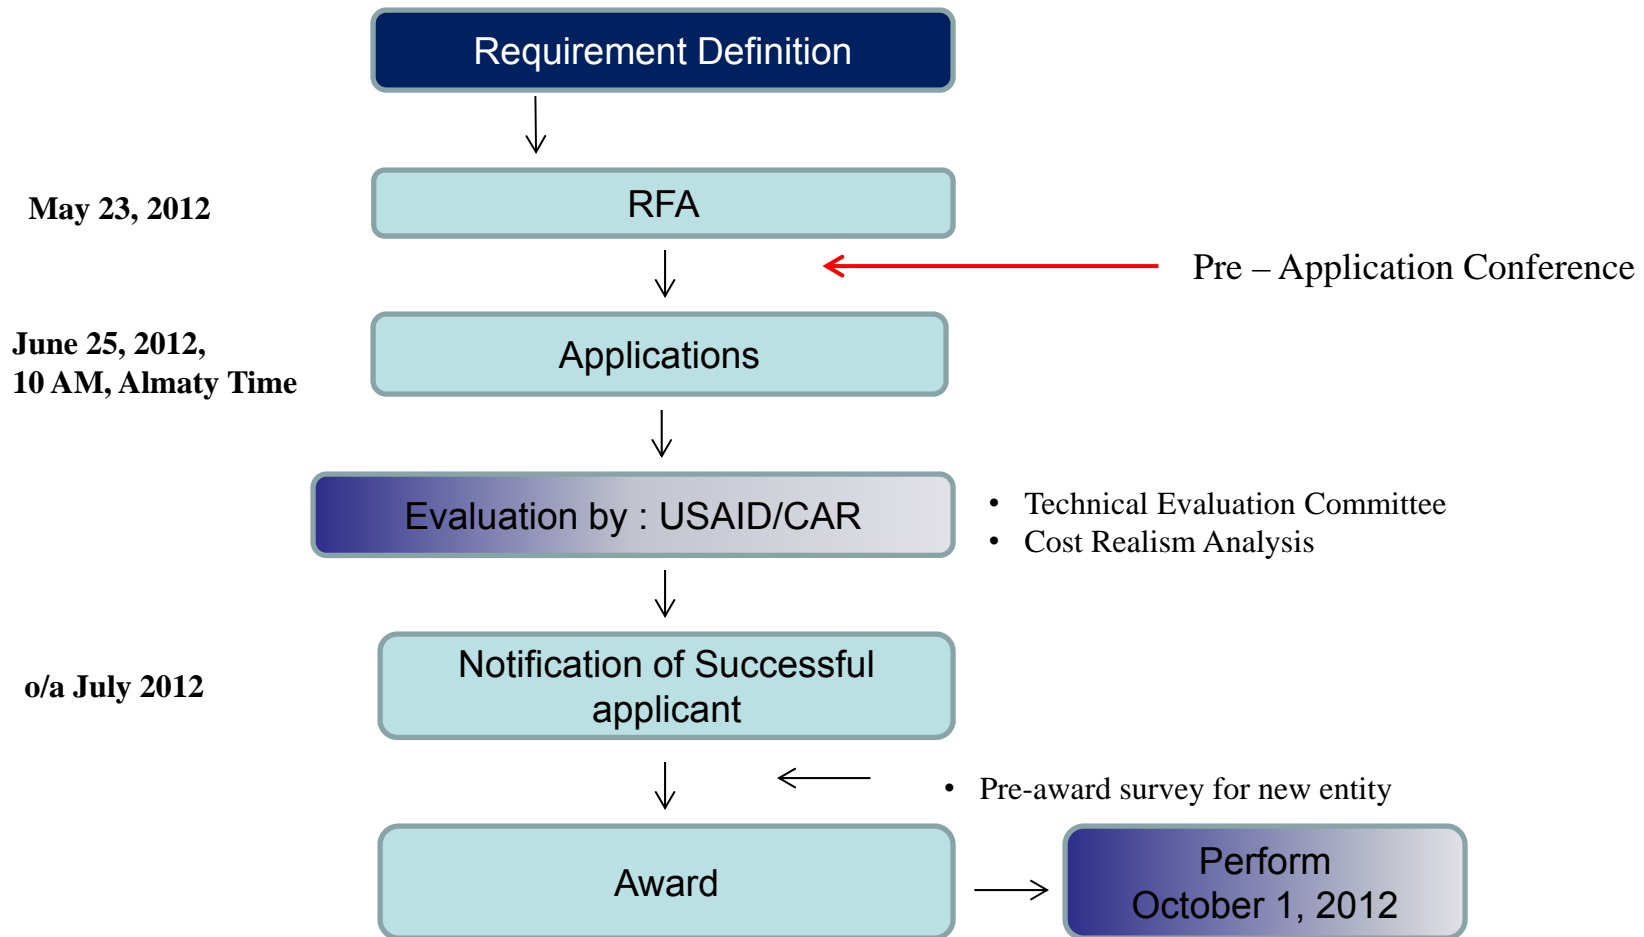 Requirement Definition
May 23, 2012
RFA
Pre – Application Conference
June 25, 2012,
10 AM, Almaty Time
Applications
Evaluation by : USAID/CAR
• Technical Evaluation Committee
• Cost Realism Analysis
Notification of Successful
applicant
o/a July 2012
• Pre-award survey for new entity
Award
Perform
October 1, 2012